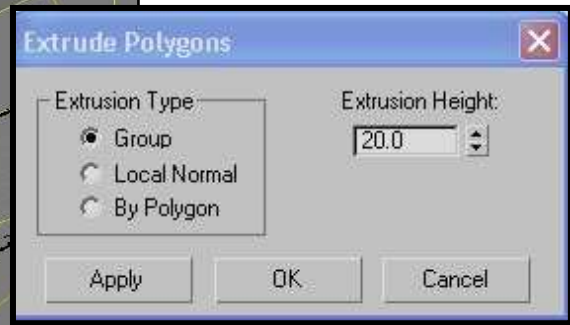 Extrude Polygons
Extrusion Type
Extrusion Height:
Group
20.0
Local Normal
By Polygon
Apply
OK
Cancel